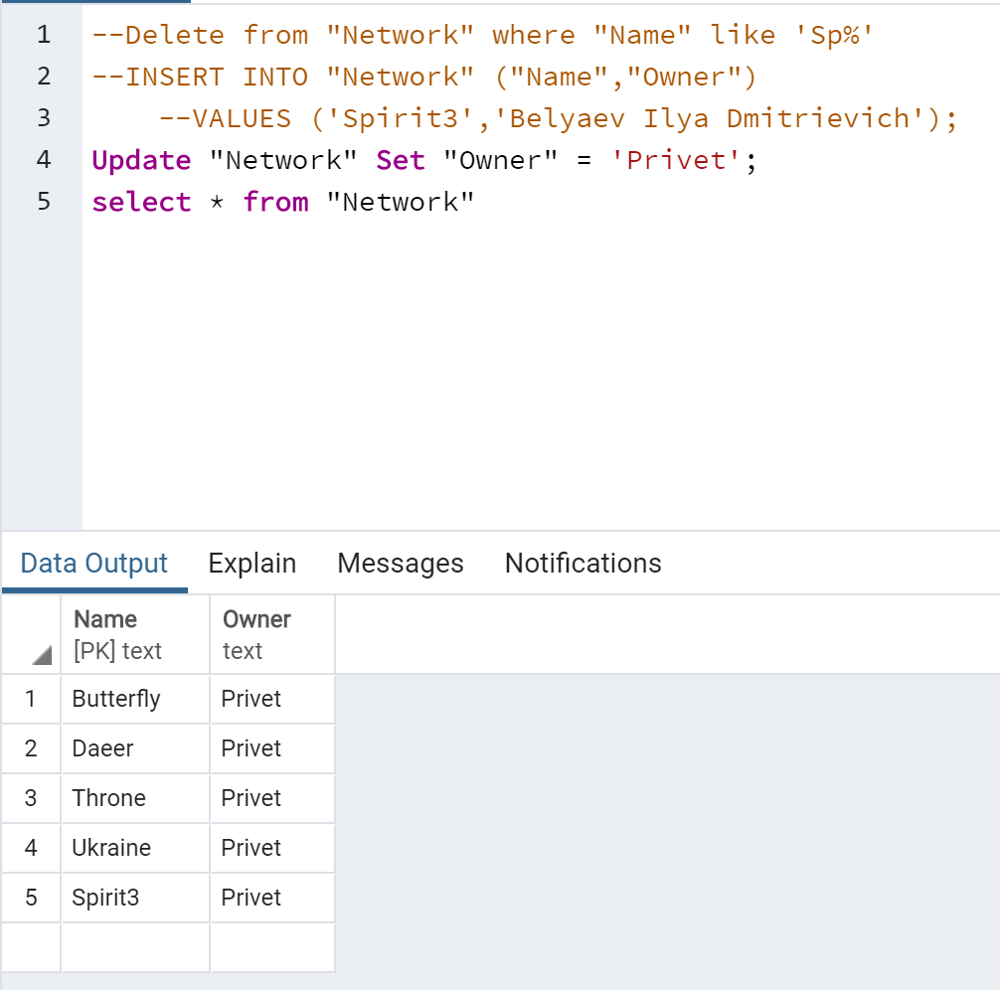 1 --Delete from "Network" where "Name" like 'Sp%'
2 --INSERT INTO "Network" ("Name","Owner")
3 --VALUES ('Spirit3','Belyaev Ilya Dmitrievich');
4 Update "Network" Set "Owner" = 'Privet';
5 select * from "Network"
Data Output Explain Messages Notifications
Name Owner
[PK] text text
1 Butterfly Privet
2 Daeer Privet
3 Throne Privet
4 Ukraine Privet
5 Spirit3 Privet